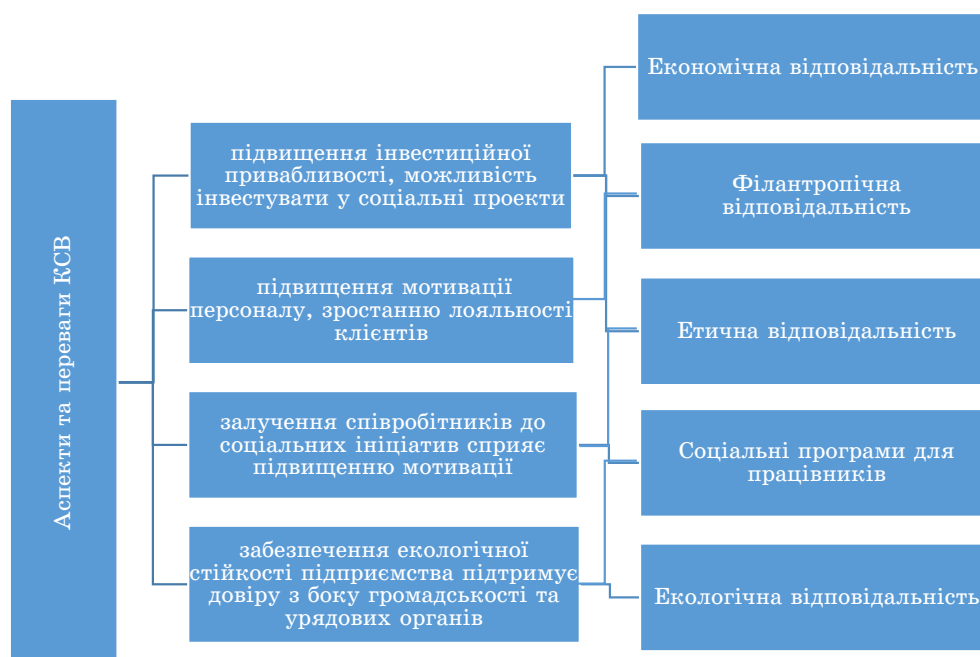 Аспекти та переваги КСВ
підвищення інвестиційної
привабливості, можливість
інвестувати у соціальні проекти
підвищення мотивації
персоналу, зростанню лояльності
клієнтів
залучення співробітників до
соціальних ініціатив сприяє
підвищенню мотивації
забезпечення екологічної
стійкості підприємства підтримує
довіру з боку громадськості та
урядових органів
Економічна відповідальність
Філантропічна
відповідальність
Етична відповідальність
Соціальні програми для
працівників
Екологічна відповідальність